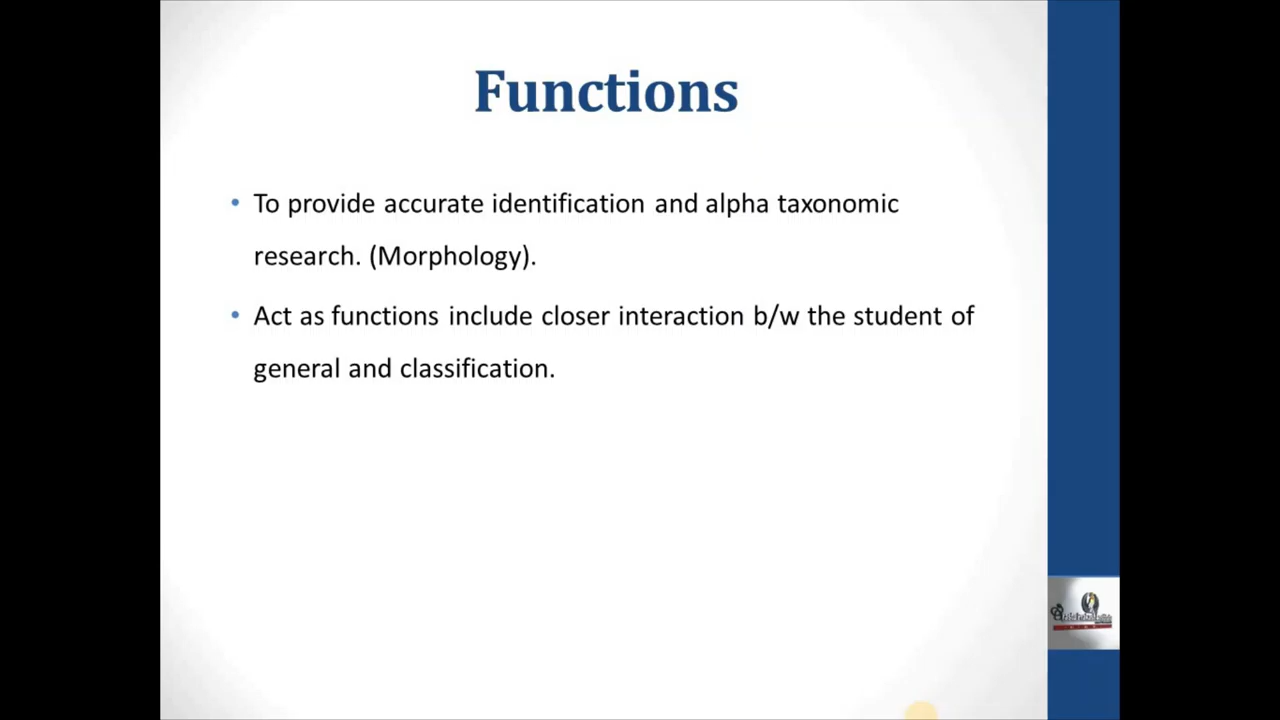 Functions
• To provide accurate identification and alpha taxonomic
research. (Morphology).
• Act as functions include closer interaction b/w the student of
general and classification.